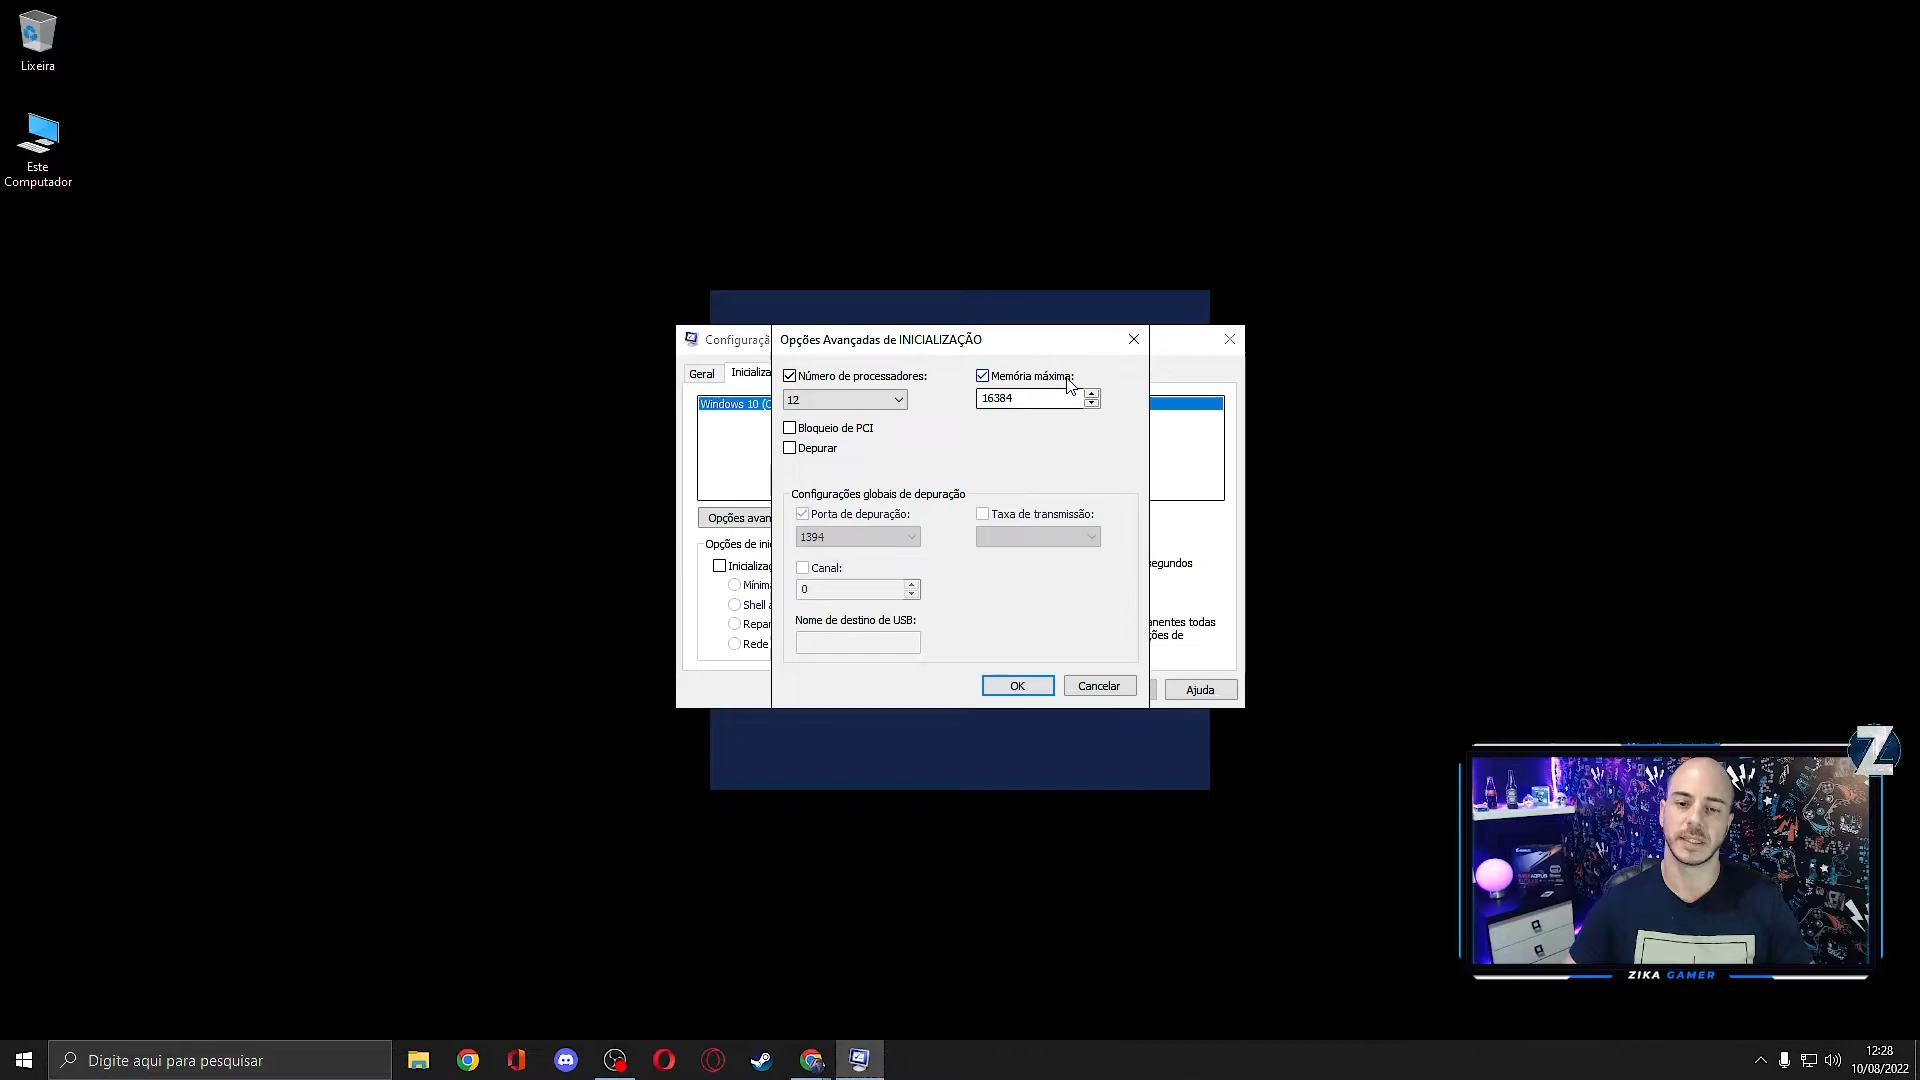 Lixeira
Este
Computador
Configuraçã
Geral
Inicializa
Windows 10 (C
Opções avan
Opções de ini
Inicializaç
Mínim
Shell a
Repar
Rede
Opções Avançadas de INICIALIZAÇÃO
Número de processadores:
12
Memória máxima:
16384
Bloqueio de PCI
Depurar
Configurações globais de depuração
Porta de depuração:
1394
Taxa de transmissão:
Canal:
0
Nome de destino de USB:
OK
Cancelar
segundos
anentes todas
ções de
Ajuda
Z
ZIKA GAMER
Digite aqui para pesquisar
12:28
10/08/2022